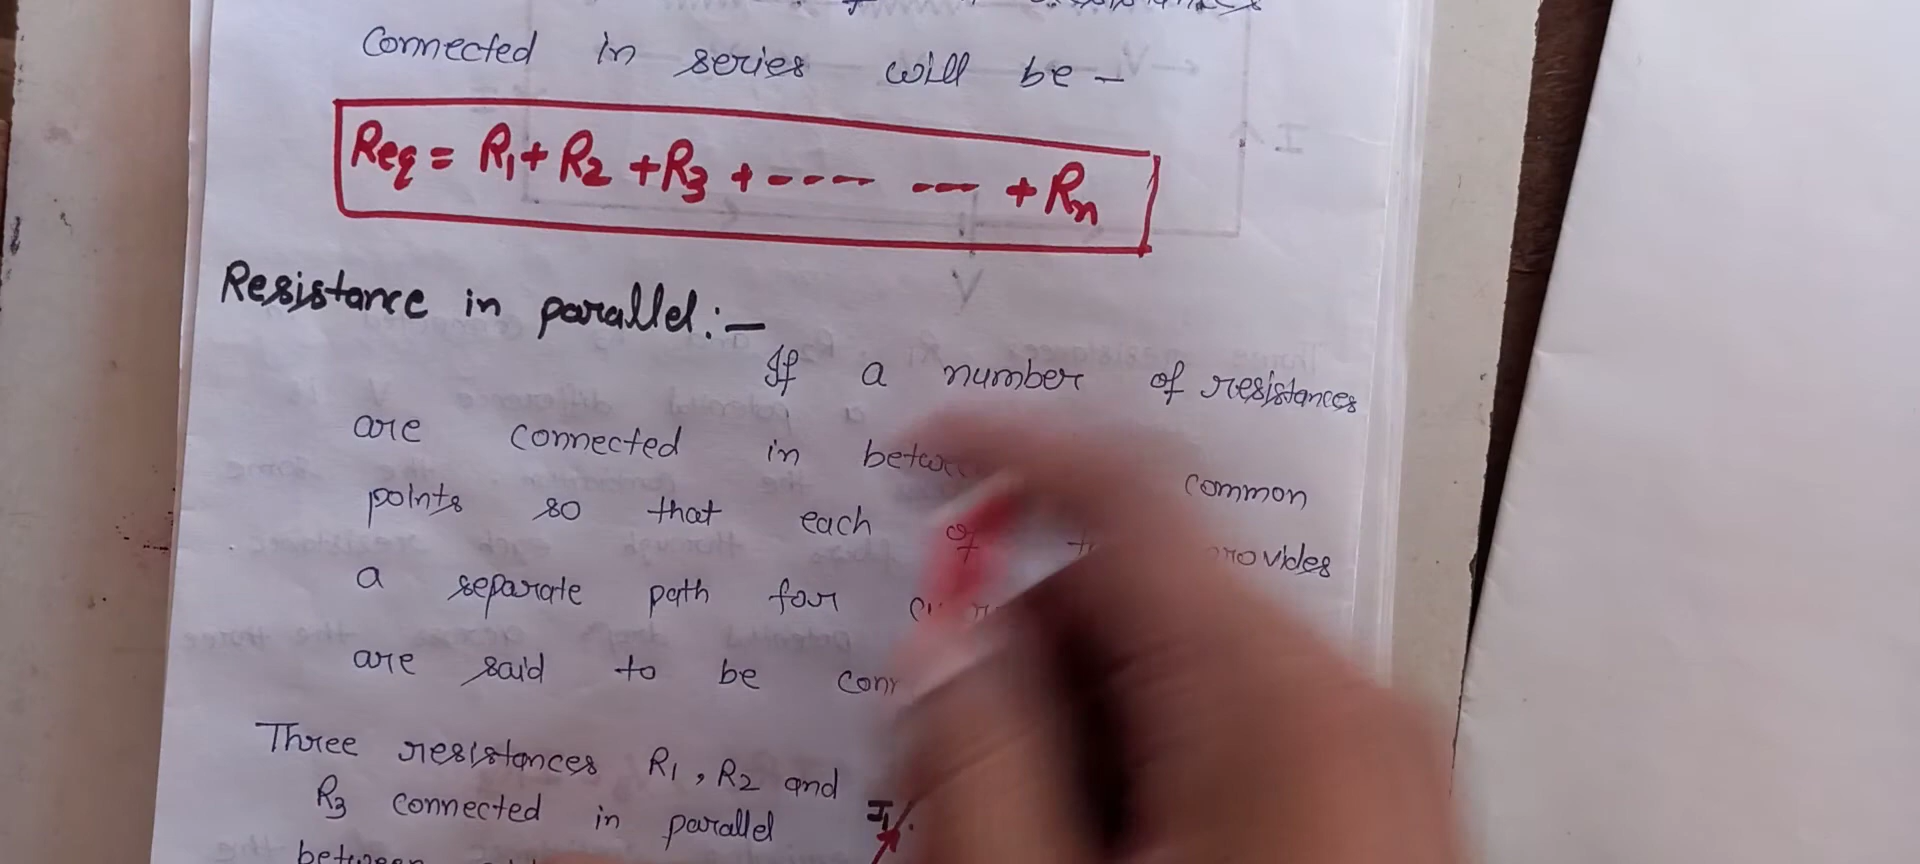 connected in series will be -
Req = R1 + R2 + R3 + ---- --- + Rn
Resistance in parallel :-
If a number of resistances
are connected in common
points so that each of provides
a separate path for
are said to be
Three resistances R1, R2 and
R3 connected in parallel
I1
between